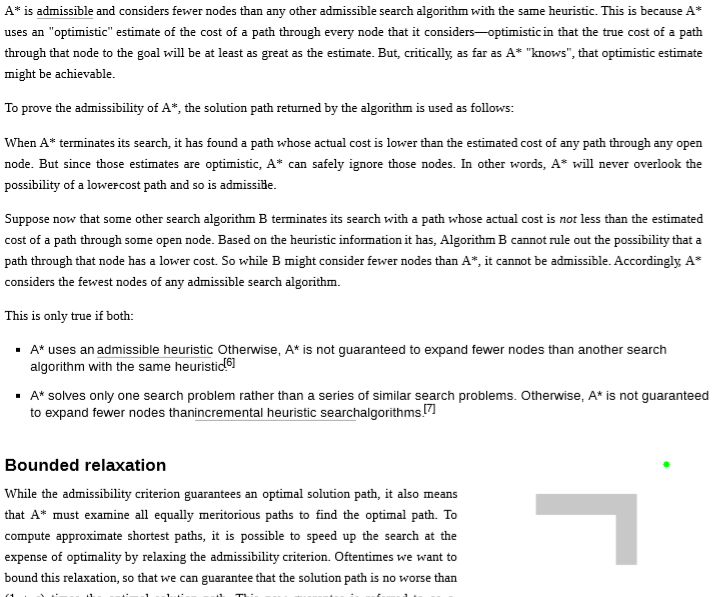 A* is admissible and considers fewer nodes than any other admissible search algorithm with the same heuristic. This is because A*
uses an "optimistic" estimate of the cost of a path through every node that it considers—optimistic in that the true cost of a path
through that node to the goal will be at least as great as the estimate. But, critically, as far as A* "knows", that optimistic estimate
might be achievable.
To prove the admissibility of A*, the solution path returned by the algorithm is used as follows:
When A* terminates its search, it has found a path whose actual cost is lower than the estimated cost of any path through any open
node. But since those estimates are optimistic, A* can safely ignore those nodes. In other words, A* will never overlook the
possibility of a lower-cost path and so is admissible.
Suppose now that some other search algorithm B terminates its search with a path whose actual cost is not less than the estimated
cost of a path through some open node. Based on the heuristic information it has, Algorithm B cannot rule out the possibility that a
path through that node has a lower cost. So while B might consider fewer nodes than A*, it cannot be admissible. Accordingly, A*
considers the fewest nodes of any admissible search algorithm.
This is only true if both:
▪ A* uses an admissible heuristic. Otherwise, A* is not guaranteed to expand fewer nodes than another search
algorithm with the same heuristic.[6]
▪ A* solves only one search problem rather than a series of similar search problems. Otherwise, A* is not guaranteed
to expand fewer nodes than incremental heuristic search algorithms.[7]
Bounded relaxation
While the admissibility criterion guarantees an optimal solution path, it also means
that A* must examine all equally meritorious paths to find the optimal path. To
compute approximate shortest paths, it is possible to speed up the search at the
expense of optimality by relaxing the admissibility criterion. Oftentimes we want to
bound this relaxation, so that we can guarantee that the solution path is no worse than